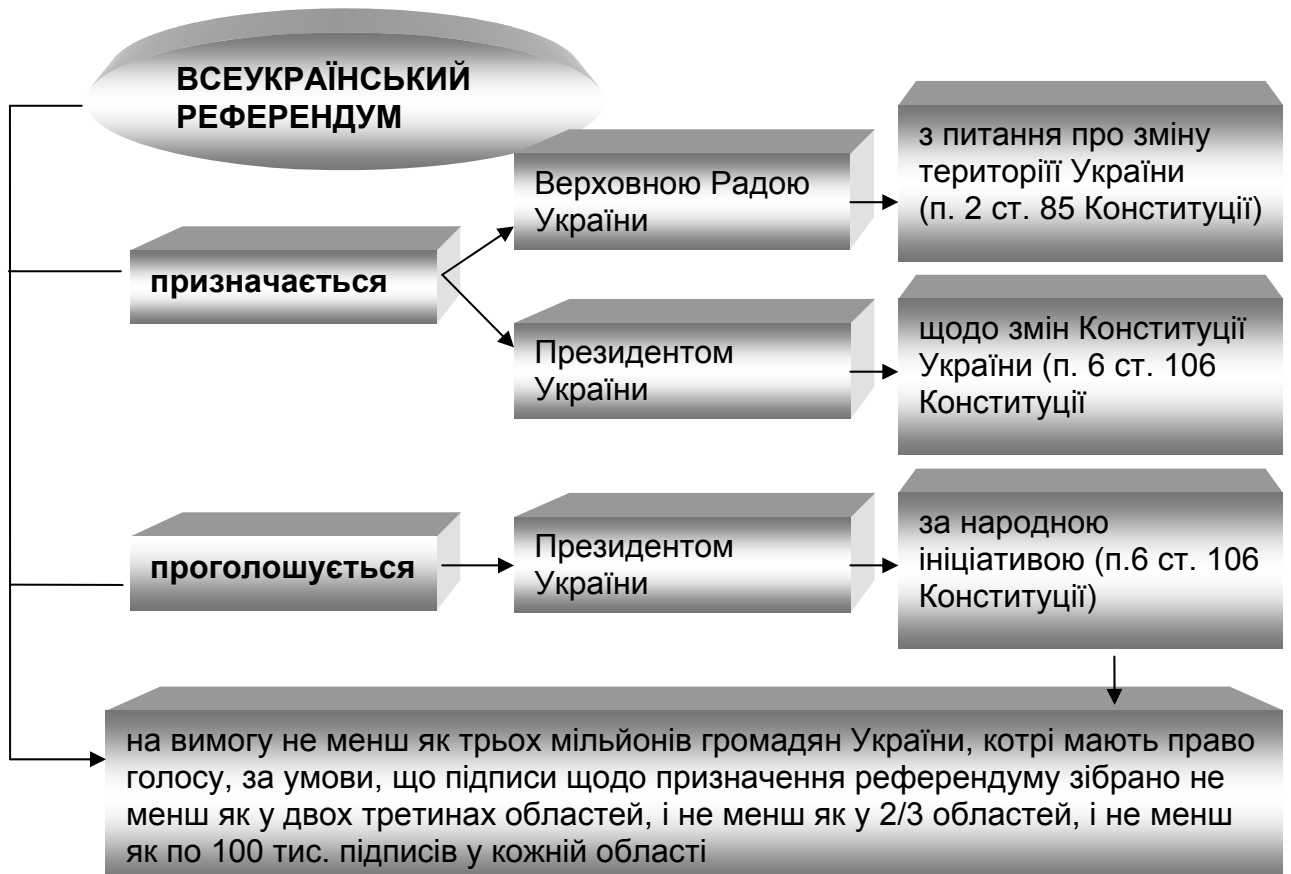 ВСЕУКРАЇНСЬКИЙ
РЕФЕРЕНДУМ
призначається
Верховною Радою
України
з питання про зміну
територіїї України
(п. 2 ст. 85 Конституції)
Президентом
України
щодо змін Конституції
України (п. 6 ст. 106
Конституції
проголошується
Президентом
України
за народною
ініціативою (п.6 ст. 106
Конституції)
на вимогу не менш як трьох мільйонів громадян України, котрі мають право
голосу, за умови, що підписи щодо призначення референдуму зібрано не
менш як у двох третинах областей, і не менш як у 2/3 областей, і не менш
як по 100 тис. підписів у кожній області